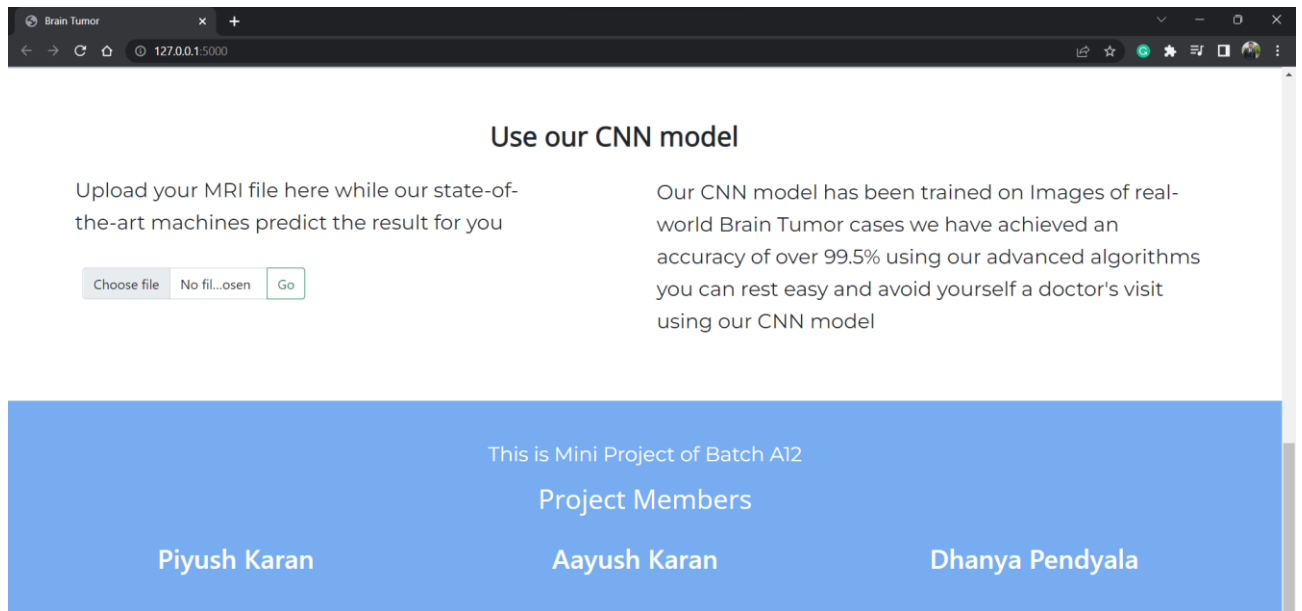 Brain Tumor
127.0.0.1:5000
Use our CNN model
Upload your MRI file here while our state-of-
the-art machines predict the result for you
Choose file No fil...osen Go
Our CNN model has been trained on Images of real-
world Brain Tumor cases we have achieved an
accuracy of over 99.5% using our advanced algorithms
you can rest easy and avoid yourself a doctor's visit
using our CNN model
This is Mini Project of Batch A12
Project Members
Piyush Karan Aayush Karan Dhanya Pendyala